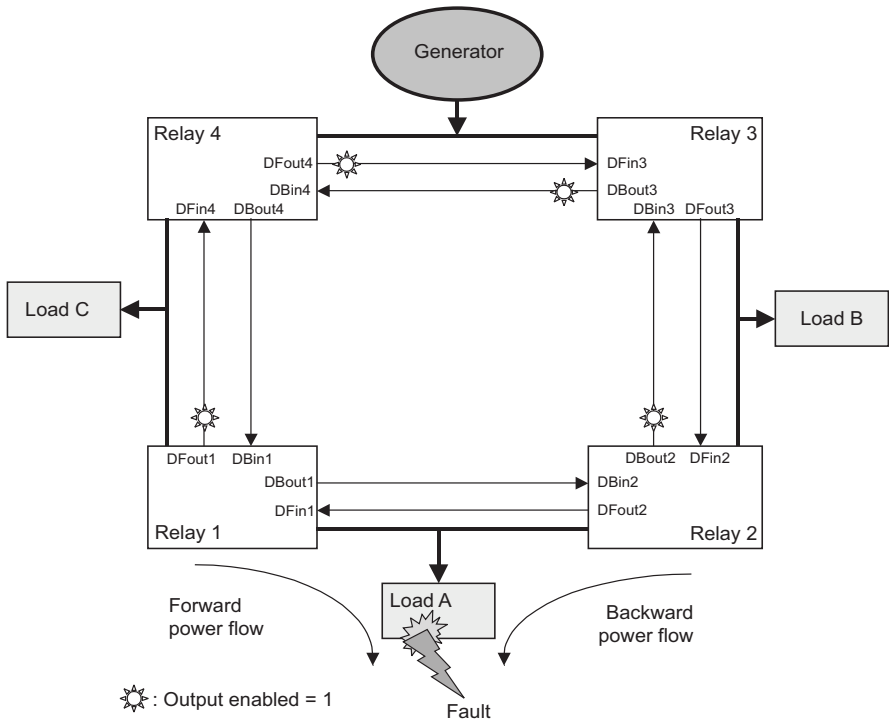 Generator
Relay 4
Relay 3
DFout4
DFin3
DBin4
DBout3
DFin4
DBout4
DBin3
DFout3
Load C
Load B
DFout1
DBin1
DBout2
DFin2
DBout1
DBin2
DFin1
DFout2
Relay 1
Relay 2
Load A
Forward
power flow
Backward
power flow
: Output enabled = 1
Fault